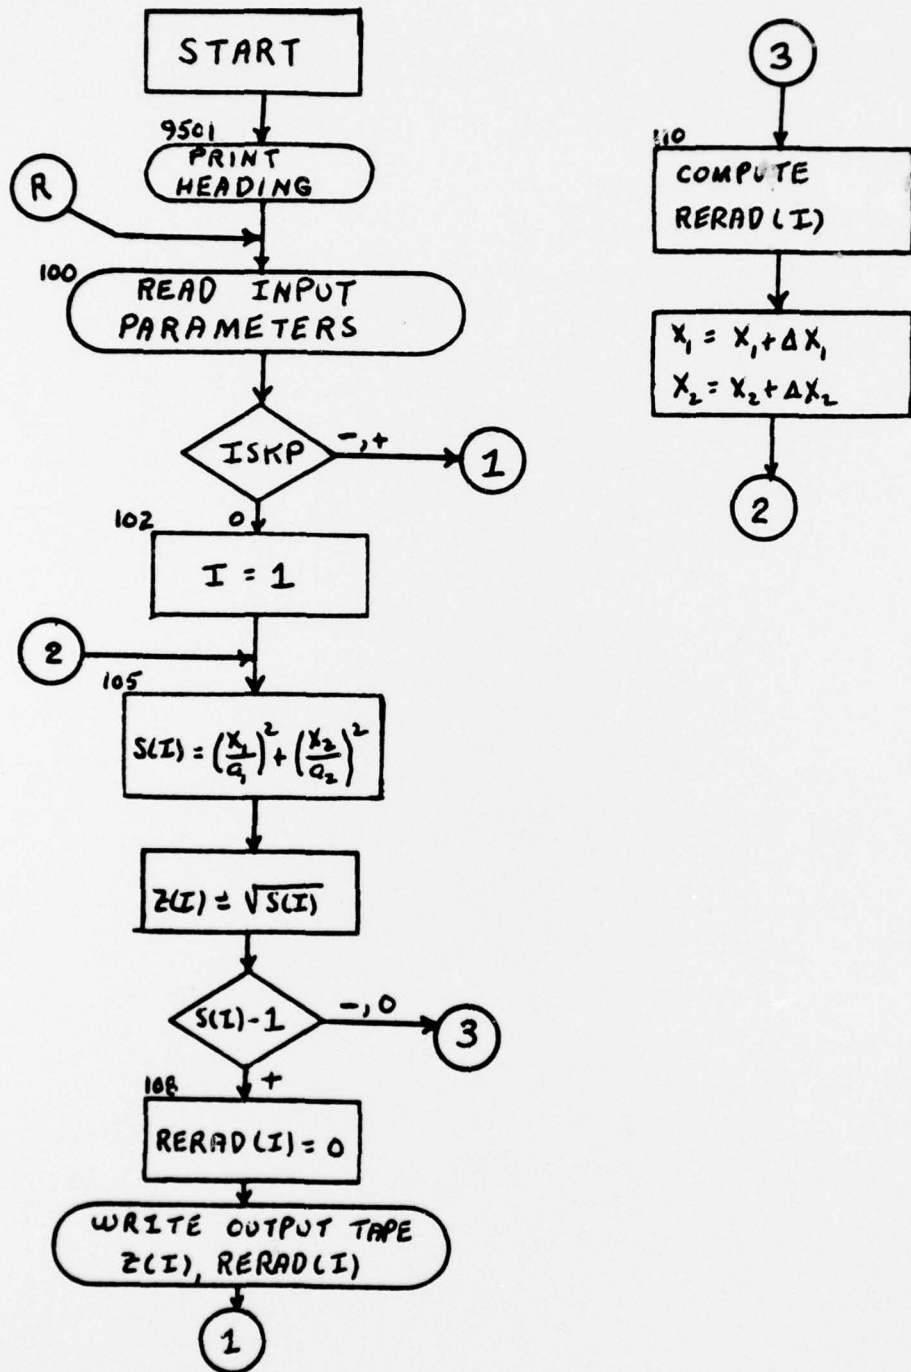 START
9501
PRINT
HEADING
R
100
READ INPUT
PARAMETERS
ISKP
-,+
1
0
102
I = 1
2
105
S(I) = (X₁/a₁)² + (X₂/a₂)²
Z(I) = √S(I)
S(I)-1
-,0
3
+
108
RERAD(I) = 0
WRITE OUTPUT TAPE
Z(I), RERAD(I)
1
3
110
COMPUTE
RERAD(I)
X₁ = X₁ + ΔX₁
X₂ = X₂ + ΔX₂
2